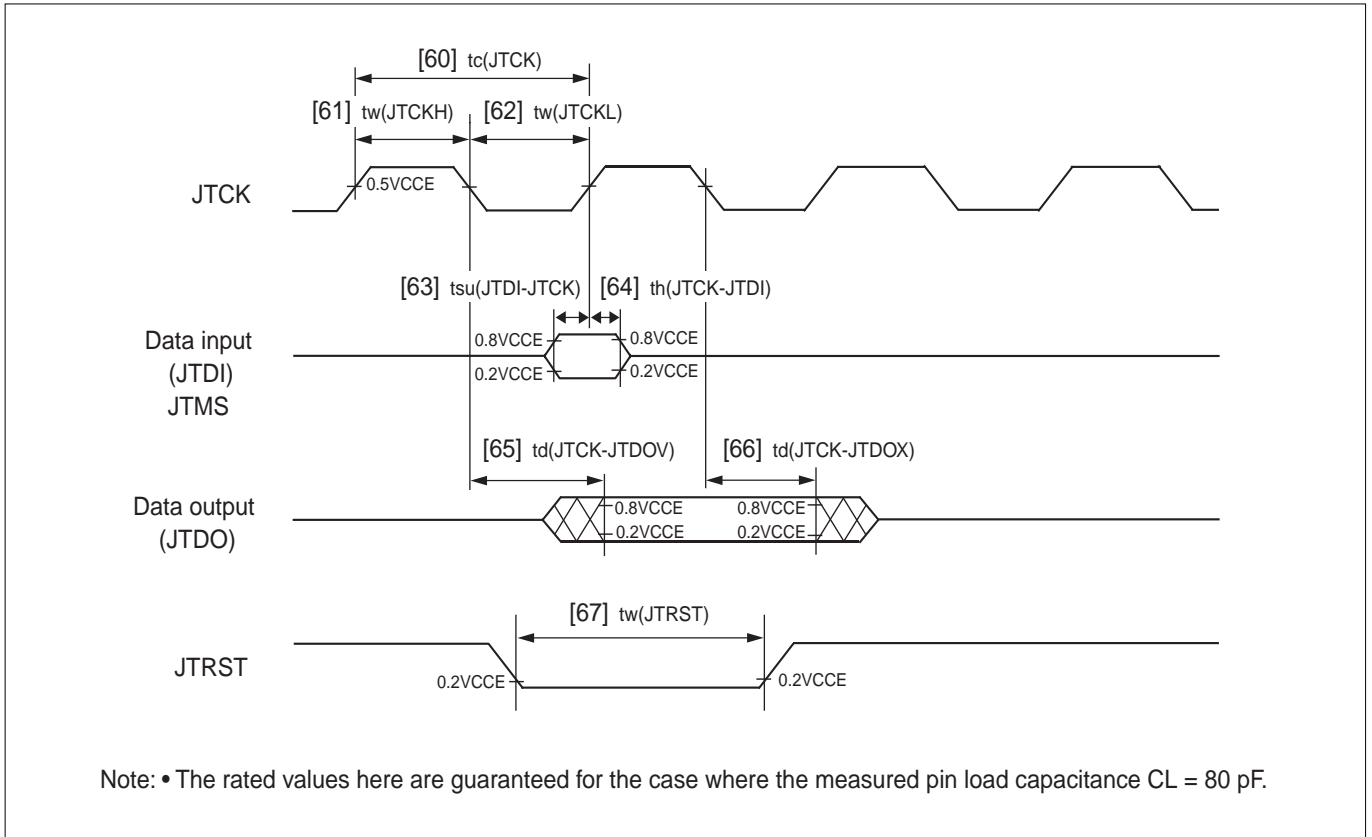 [60] tc(JTCK)
[61] tw(JTCKH) [62] tw(JTCKL)
JTCK
0.5VCCE
[63] tsu(JTDI-JTCK) [64] th(JTCK-JTDI)
Data input
(JTDI)
JTMS
0.8VCCE 0.8VCCE
0.2VCCE 0.2VCCE
[65] td(JTCK-JTDOV) [66] td(JTCK-JTDOX)
Data output
(JTDO)
0.8VCCE 0.8VCCE
0.2VCCE 0.2VCCE
[67] tw(JTRST)
JTRST
0.2VCCE 0.2VCCE
Note: • The rated values here are guaranteed for the case where the measured pin load capacitance CL = 80 pF.